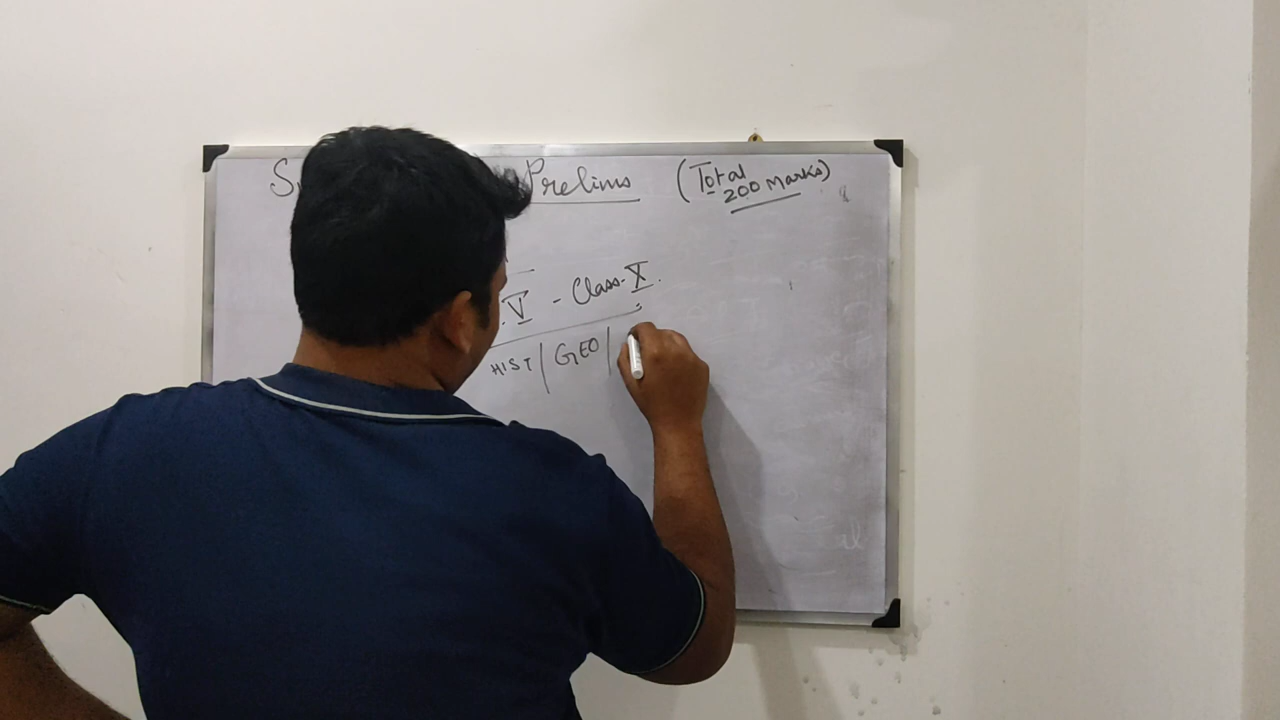 Prelims (Total
200 Marks)
V - Class-X.
HIST / GEO /